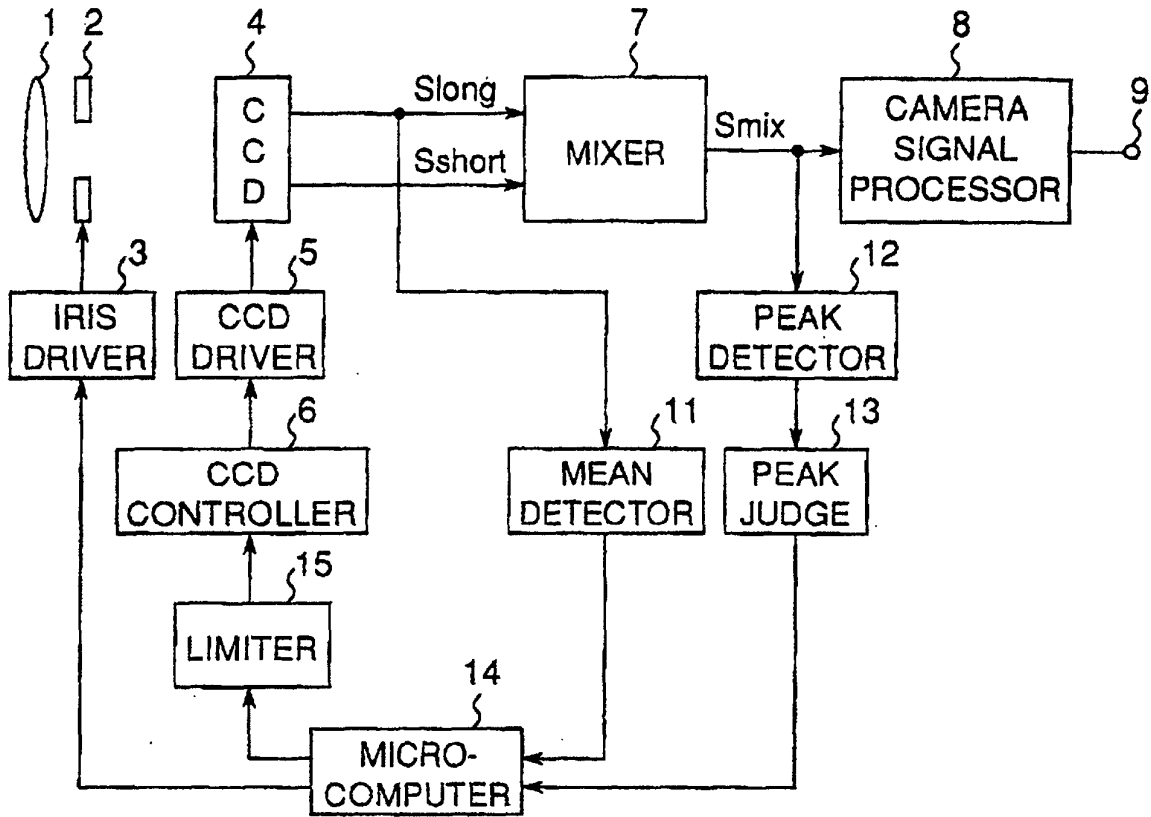 1
2
4
7
8
9
C
C
D
Slong
Sshort
MIXER
Smix
CAMERA
SIGNAL
PROCESSOR
3
5
12
IRIS
DRIVER
CCD
DRIVER
PEAK
DETECTOR
6
11
13
CCD
CONTROLLER
MEAN
DETECTOR
PEAK
JUDGE
15
LIMITER
14
MICRO-
COMPUTER